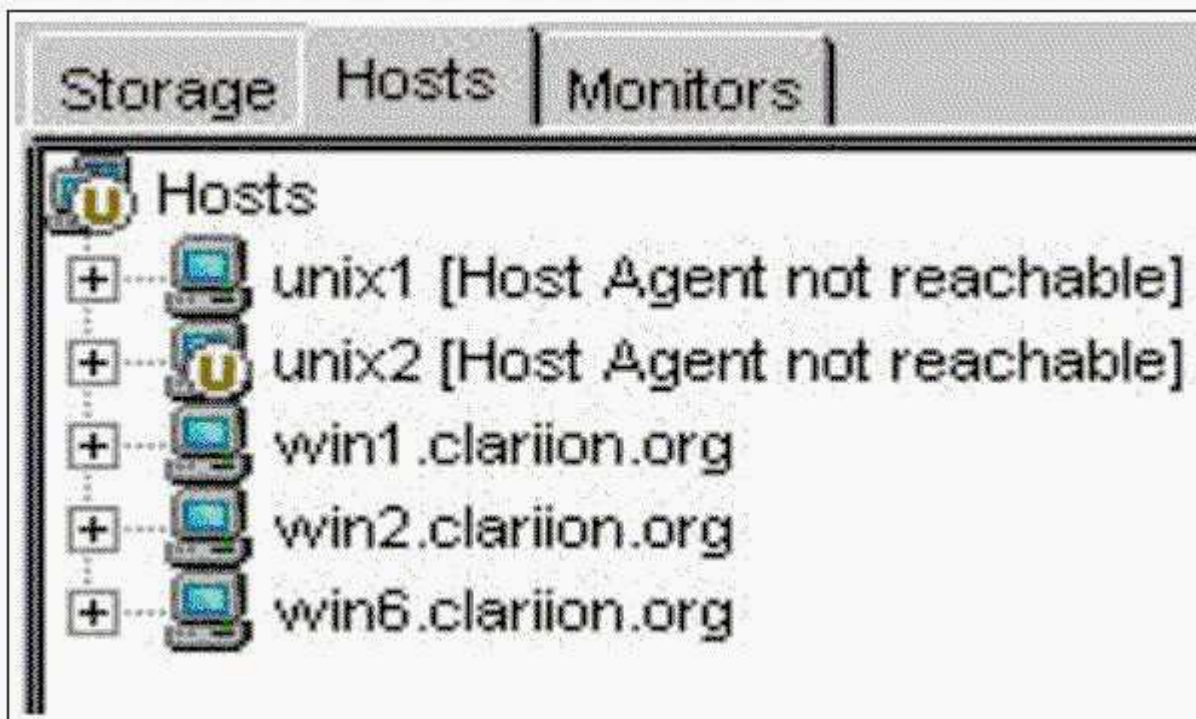 Storage Hosts Monitors
U Hosts
unix1 [Host Agent not reachable]
U unix2 [Host Agent not reachable]
win1.clariion.org
win2.clariion.org
win6.clariion.org